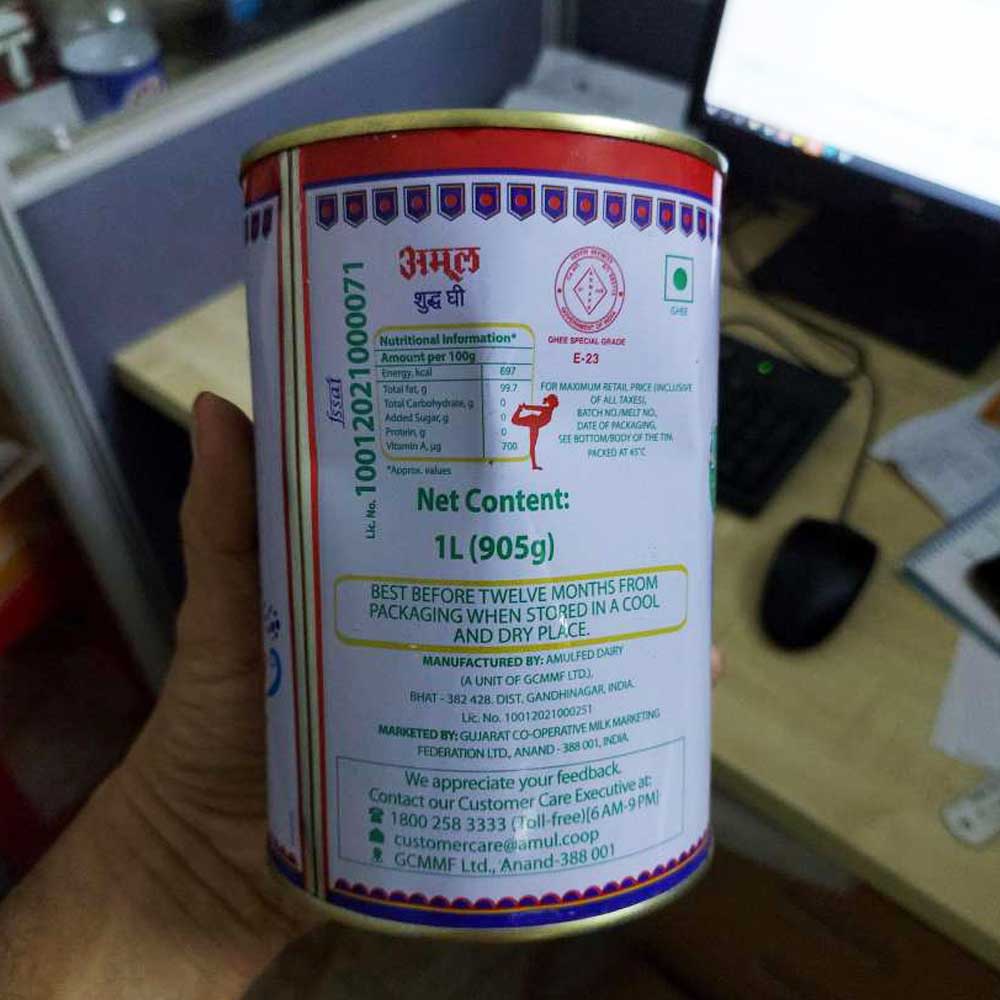 अमूल
शुद्ध घी
fssai
Lic. No. 10012021000071
Nutritional Information*
Amount per 100g
Energy, kcal 897
Total fat, g 99.7
Total Carbohydrate, g 0
Added Sugar, g 0
Protein, g 0
Vitamin A, µg 700
*Approx. values
AGMARK
GOVERNMENT OF INDIA
GHEE SPECIAL GRADE
E-23
GHEE
FOR MAXIMUM RETAIL PRICE (INCLUSIVE
OF ALL TAXES),
BATCH NO./MELT NO.,
DATE OF PACKAGING,
SEE BOTTOM/BODY OF THE TIN.
PACKED AT 45°C
Net Content:
1L (905g)
BEST BEFORE TWELVE MONTHS FROM
PACKAGING WHEN STORED IN A COOL
AND DRY PLACE.
MANUFACTURED BY: AMULFED DAIRY
(A UNIT OF GCMMF LTD.),
BHAT - 382 428. DIST. GANDHINAGAR, INDIA.
Lic. No. 10012021000251
MARKETED BY: GUJARAT CO-OPERATIVE MILK MARKETING
FEDERATION LTD., ANAND - 388 001, INDIA.
We appreciate your feedback.
Contact our Customer Care Executive at:
1800 258 3333 (Toll-free)[6 AM-9 PM]
customercare@amul.coop
GCMMF Ltd., Anand-388 001